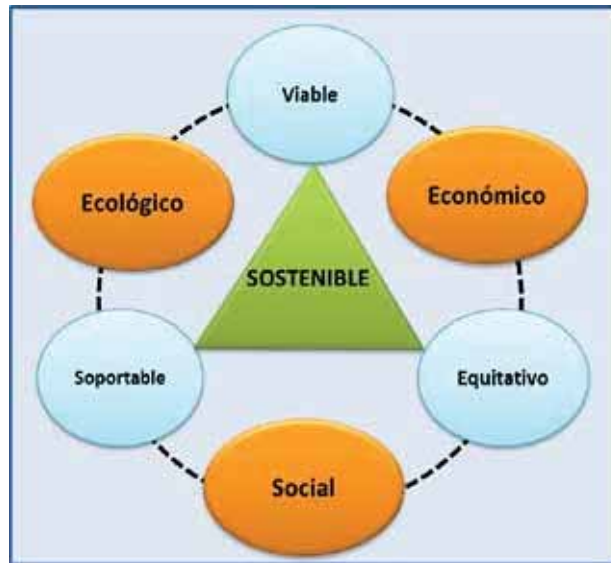 Viable
Ecológico
Económico
SOSTENIBLE
Soportable
Equitativo
Social